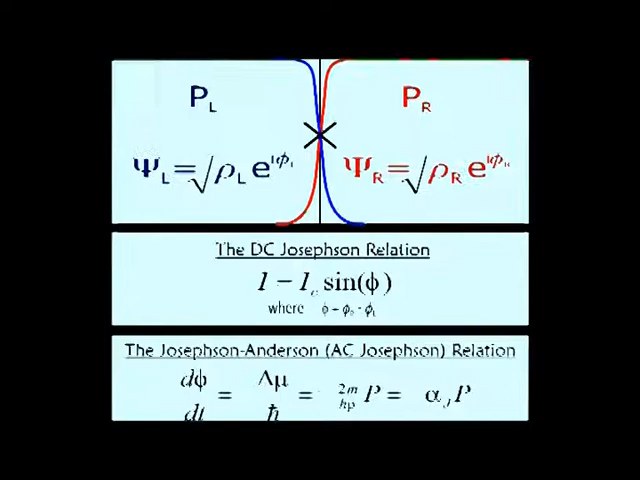 P_L P_R
Ψ_L=√ρ_L e^iφ_L Ψ_R=√ρ_R e^iφ_R
The DC Josephson Relation
I = I_c sin(φ)
where φ = φ_R - φ_L
The Josephson-Anderson (AC Josephson) Relation
dφ/dt = Δμ/ħ = 2m/ħρ P = α_J P